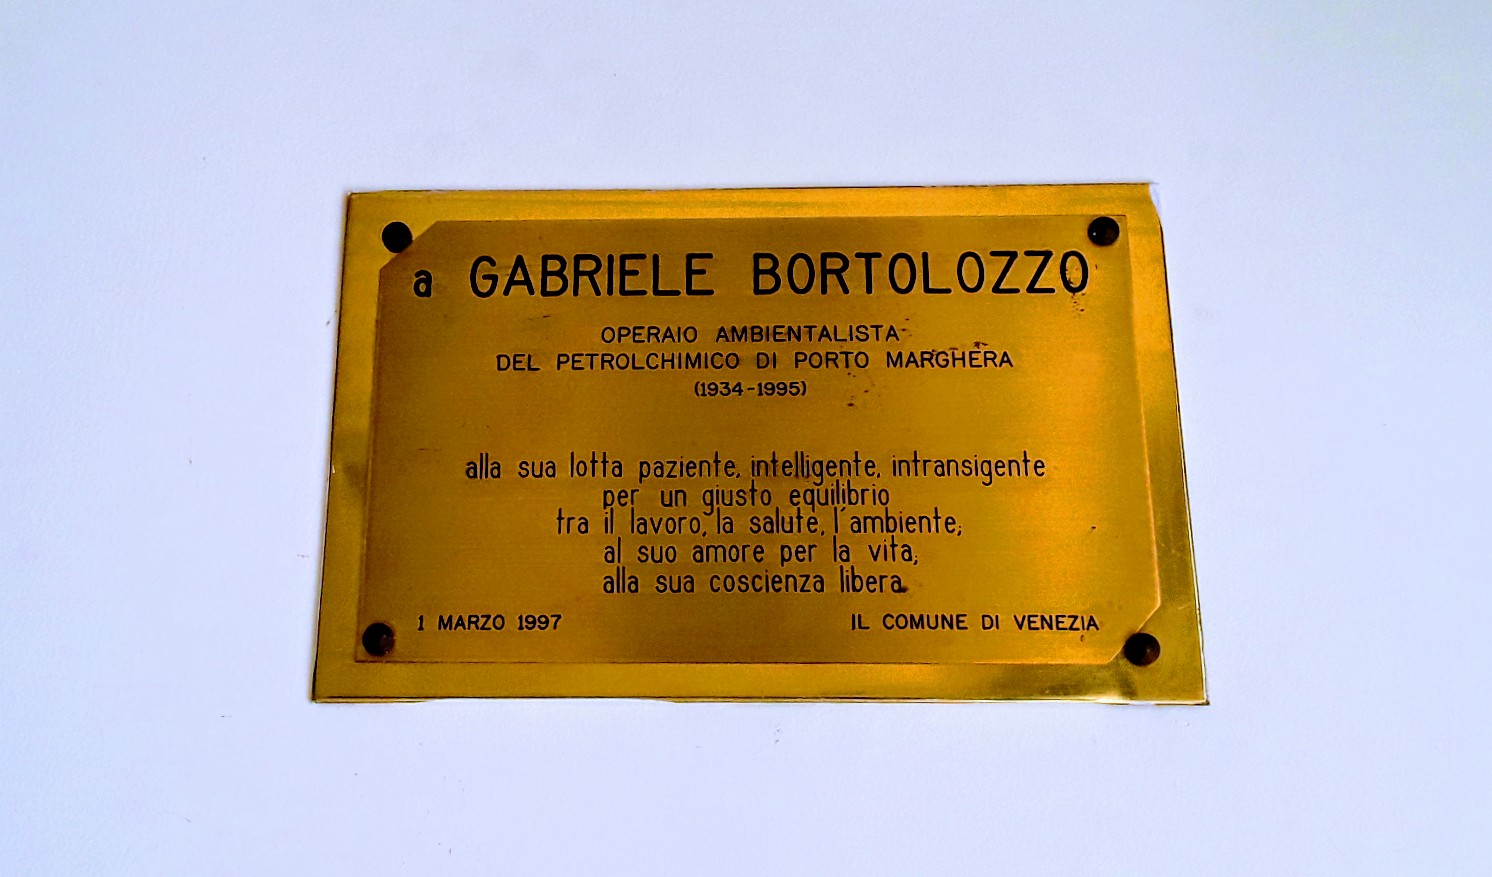 a GABRIELE BORTOLOZZO
OPERAIO AMBIENTALISTA
DEL PETROLCHIMICO DI PORTO MARGHERA
(1934-1995)
alla sua lotta paziente, intelligente, intransigente
per un giusto equilibrio
tra il lavoro, la salute, l'ambiente;
al suo amore per la vita;
alla sua coscienza libera.
1 MARZO 1997
IL COMUNE DI VENEZIA